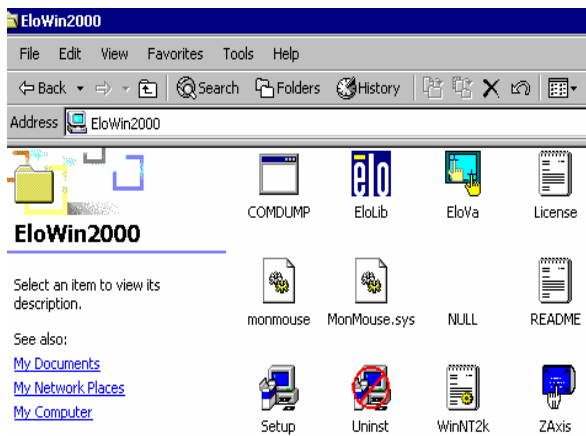 EloWin2000
File Edit View Favorites Tools Help
Back Search Folders History
Address EloWin2000
EloWin2000
Select an item to view its
description.
See also:
My Documents
My Network Places
My Computer
ēlo
COMDUMP EloLib EloVa License
monmouse MonMouse.sys NULL README
Setup Uninst WinNT2k ZAxis